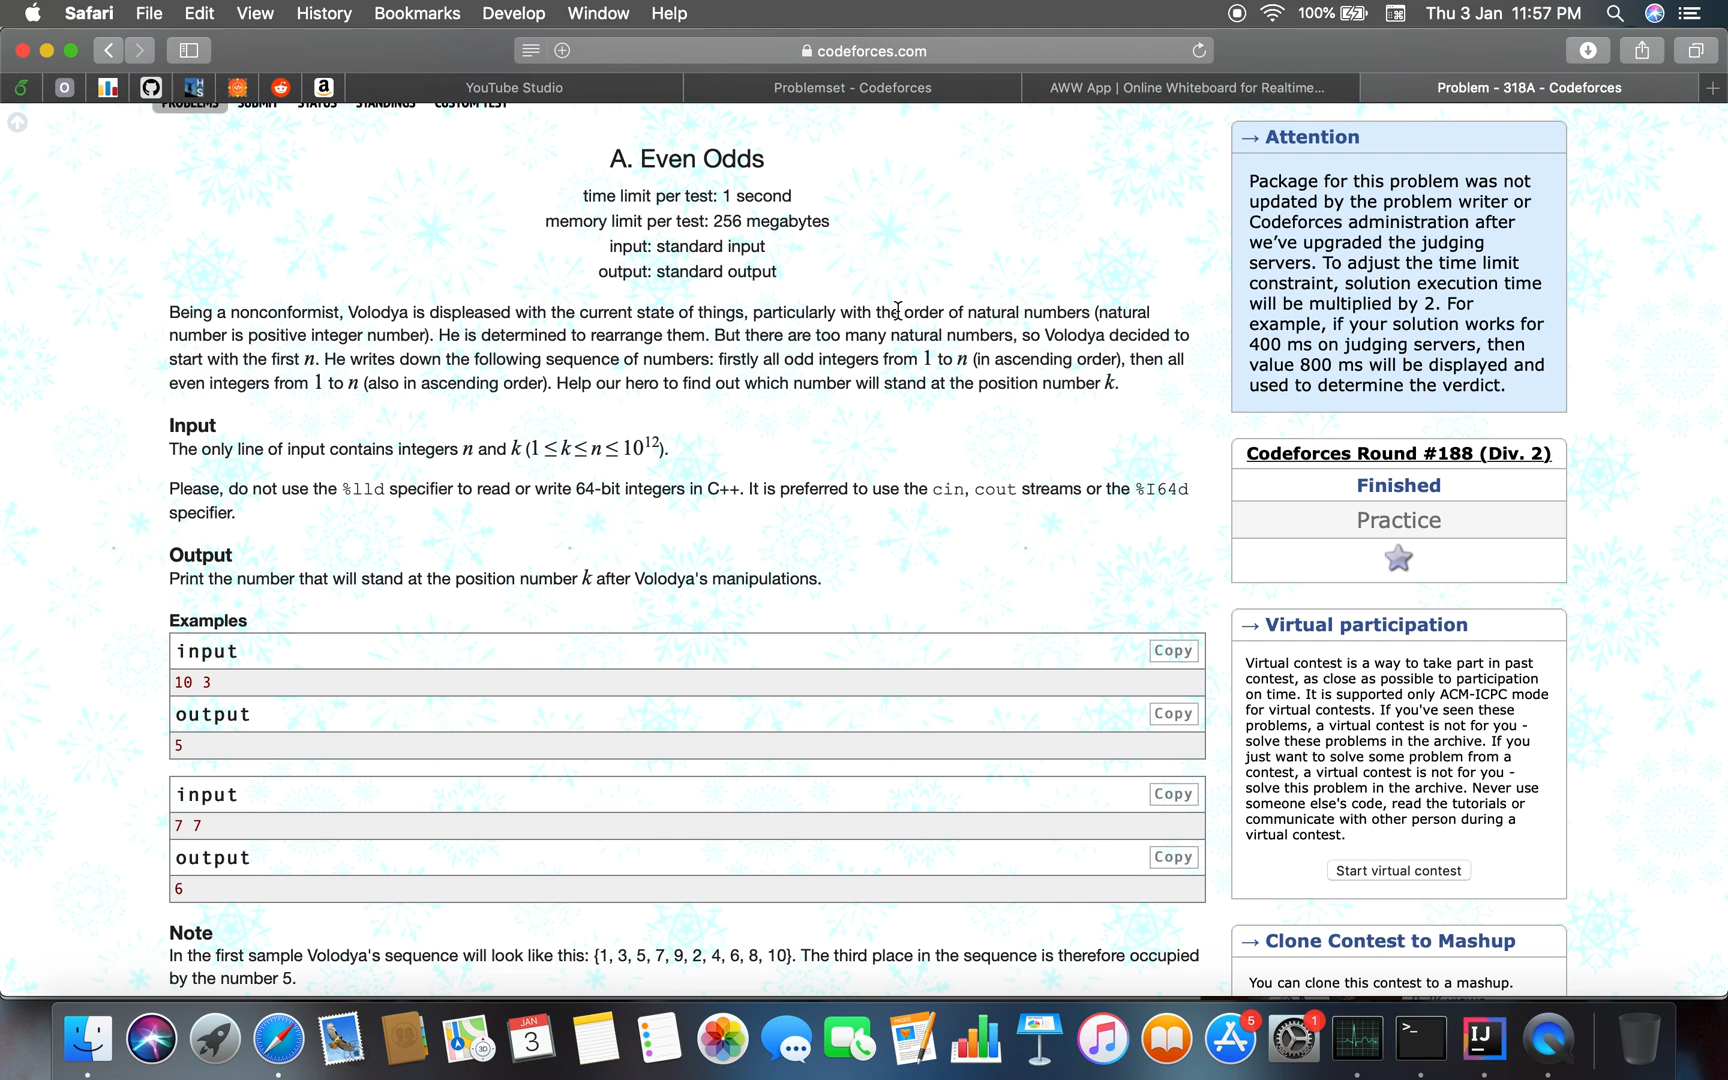 Safari File Edit View History Bookmarks Develop Window Help 100% Thu 3 Jan 11:57 PM
codeforces.com
YouTube Studio Problemset - Codeforces AWW App | Online Whiteboard for Realtime... Problem - 318A - Codeforces
PROBLEMS SUBMIT STATUS STANDINGS CUSTOM TEST
A. Even Odds
time limit per test: 1 second
memory limit per test: 256 megabytes
input: standard input
output: standard output
Being a nonconformist, Volodya is displeased with the current state of things, particularly with the order of natural numbers (natural
number is positive integer number). He is determined to rearrange them. But there are too many natural numbers, so Volodya decided to
start with the first n. He writes down the following sequence of numbers: firstly all odd integers from 1 to n (in ascending order), then all
even integers from 1 to n (also in ascending order). Help our hero to find out which number will stand at the position number k.
Input
The only line of input contains integers n and k (1 ≤ k ≤ n ≤ 10¹²).
Please, do not use the %lld specifier to read or write 64-bit integers in C++. It is preferred to use the cin, cout streams or the %I64d
specifier.
Output
Print the number that will stand at the position number k after Volodya's manipulations.
Examples
input Copy
10 3
output Copy
5
input Copy
7 7
output Copy
6
Note
In the first sample Volodya's sequence will look like this: {1, 3, 5, 7, 9, 2, 4, 6, 8, 10}. The third place in the sequence is therefore occupied
by the number 5.
→ Attention
Package for this problem was not
updated by the problem writer or
Codeforces administration after
we've upgraded the judging
servers. To adjust the time limit
constraint, solution execution time
will be multiplied by 2. For
example, if your solution works for
400 ms on judging servers, then
value 800 ms will be displayed and
used to determine the verdict.
Codeforces Round #188 (Div. 2)
Finished
Practice
→ Virtual participation
Virtual contest is a way to take part in past
contest, as close as possible to participation
on time. It is supported only ACM-ICPC mode
for virtual contests. If you've seen these
problems, a virtual contest is not for you -
solve these problems in the archive. If you
just want to solve some problem from a
contest, a virtual contest is not for you -
solve this problem in the archive. Never use
someone else's code, read the tutorials or
communicate with other person during a
virtual contest.
Start virtual contest
→ Clone Contest to Mashup
You can clone this contest to a mashup.
JAN
3
3D
PAGES
5
1
>_
IJ